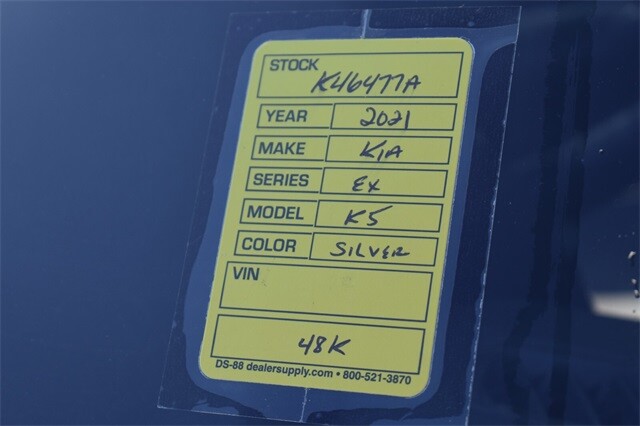 STOCK
K46477A
YEAR 2021
MAKE KIA
SERIES EX
MODEL K5
COLOR SILVER
VIN
48K
DS-88 dealersupply.com • 800-521-3870